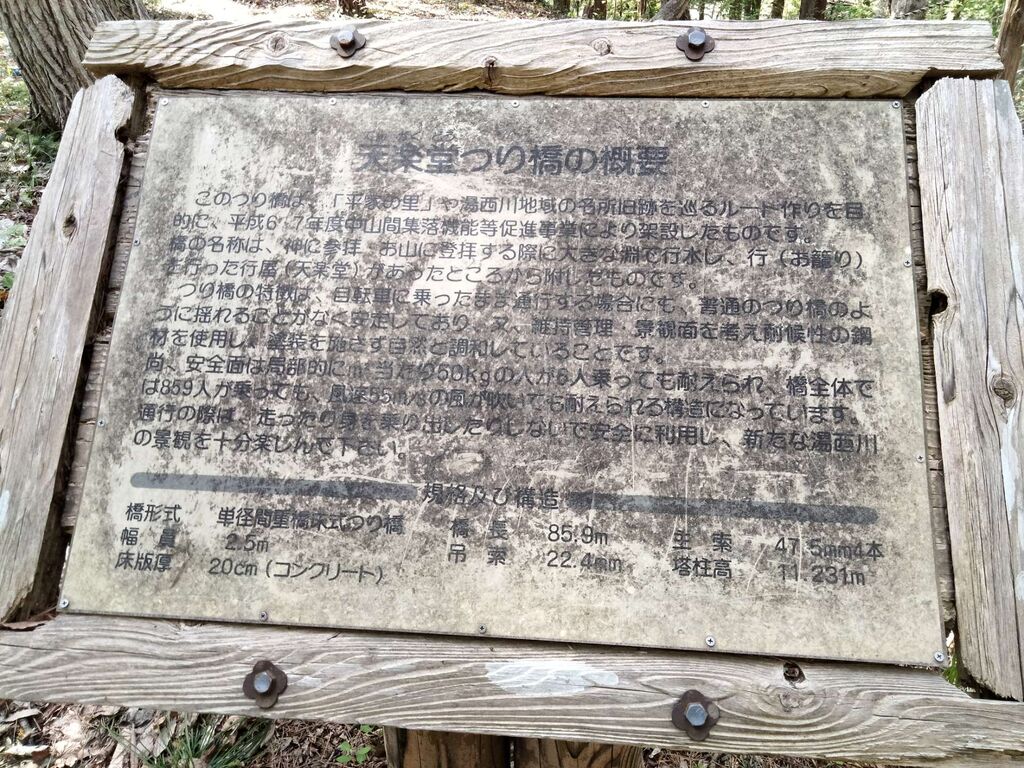 天楽堂つり橋の概要
このつり橋は、「平家の里」や湯西川地域の名所旧跡を巡るルート作りを目
的に、平成6・7年度中山間集落機能等促進事業により架設したものです。
橋の名称は、神に参拝、お山に登拝する際に大きな淵で行水し、行（お籠り）
を行った行屋（天楽堂）があったところから附したものです。
つり橋の特徴は、自転車に乗ったまま通行する場合にも、普通のつり橋のよ
うに揺れることがなく安定しており、又、維持管理・景観面を考え耐候性の鋼
材を使用し、塗装を施さず自然と調和していることです。
尚、安全面は局部的に㎡当たり60Kgの人が6人乗っても耐えられ、橋全体で
は859人が乗っても、風速55m/sの風が吹いても耐えられる構造になっています。
通行の際は、走ったり身を乗り出したりしないで安全に利用し、新たな湯西川
の景観を十分楽しんで下さい。
規格及び構造
橋形式 単径間重橋床式つり橋 橋長 85.9m 主索 47.5mm4本
幅員 2.5m 吊索 22.4mm 塔柱高 11.231m
床版厚 20cm（コンクリート）